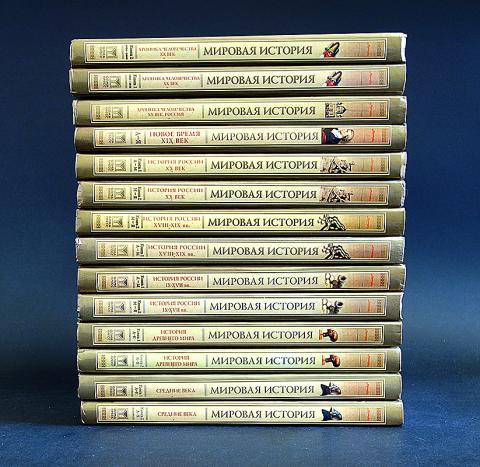 ХРОНИКА ЧЕЛОВЕЧЕСТВА
XX ВЕК
МИРОВАЯ ИСТОРИЯ
ХРОНИКА ЧЕЛОВЕЧЕСТВА
XX ВЕК
МИРОВАЯ ИСТОРИЯ
ХРОНИКА ЧЕЛОВЕЧЕСТВА
XX ВЕК. РОССИЯ
МИРОВАЯ ИСТОРИЯ
НОВОЕ ВРЕМЯ
XIX ВЕК
МИРОВАЯ ИСТОРИЯ
ИСТОРИЯ РОССИИ
XX ВЕК
МИРОВАЯ ИСТОРИЯ
ИСТОРИЯ РОССИИ
XX ВЕК
МИРОВАЯ ИСТОРИЯ
ИСТОРИЯ РОССИИ
XVIII-XIX вв.
МИРОВАЯ ИСТОРИЯ
ИСТОРИЯ РОССИИ
XVIII-XIX вв.
МИРОВАЯ ИСТОРИЯ
ИСТОРИЯ РОССИИ
IX-XVII вв.
МИРОВАЯ ИСТОРИЯ
ИСТОРИЯ РОССИИ
IX-XVII вв.
МИРОВАЯ ИСТОРИЯ
ИСТОРИЯ
ДРЕВНЕГО МИРА
МИРОВАЯ ИСТОРИЯ
ИСТОРИЯ
ДРЕВНЕГО МИРА
МИРОВАЯ ИСТОРИЯ
СРЕДНИЕ ВЕКА
МИРОВАЯ ИСТОРИЯ
СРЕДНИЕ ВЕКА
МИРОВАЯ ИСТОРИЯ